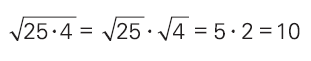 √25·4 = √25 · √4 = 5 · 2 = 10